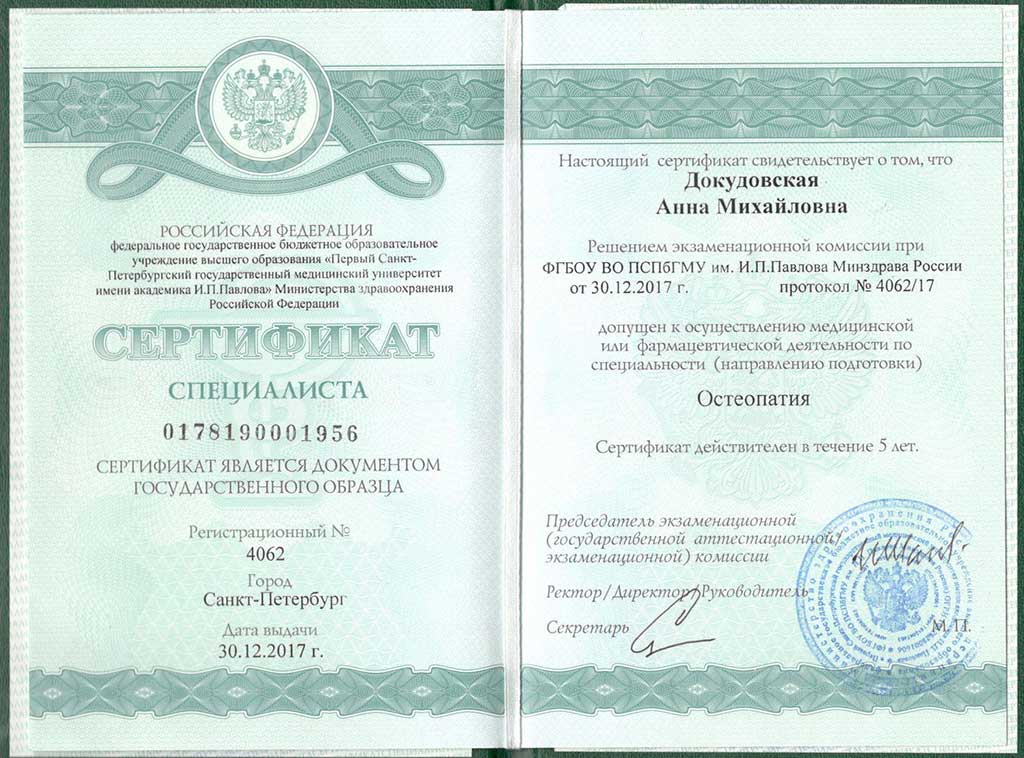 РОССИЙСКАЯ ФЕДЕРАЦИЯ
федеральное государственное бюджетное образовательное
учреждение высшего образования «Первый Санкт-
Петербургский государственный медицинский университет
имени академика И.П.Павлова» Министерства здравоохранения
Российской Федерации
СЕРТИФИКАТ
СПЕЦИАЛИСТА
0178190001956
СЕРТИФИКАТ ЯВЛЯЕТСЯ ДОКУМЕНТОМ
ГОСУДАРСТВЕННОГО ОБРАЗЦА
Регистрационный №
4062
Город
Санкт-Петербург
Дата выдачи
30.12.2017 г.
Настоящий сертификат свидетельствует о том, что
Докудовская
Анна Михайловна
Решением экзаменационной комиссии при
ФГБОУ ВО ПСПбГМУ им. И.П.Павлова Минздрава России
от 30.12.2017 г. протокол № 4062/17
допущен к осуществлению медицинской
или фармацевтической деятельности по
специальности (направлению подготовки)
Остеопатия
Сертификат действителен в течение 5 лет.
Председатель экзаменационной
(государственной аттестационной/
экзаменационной) комиссии
Ректор/Директор/Руководитель
Секретарь
М.П.